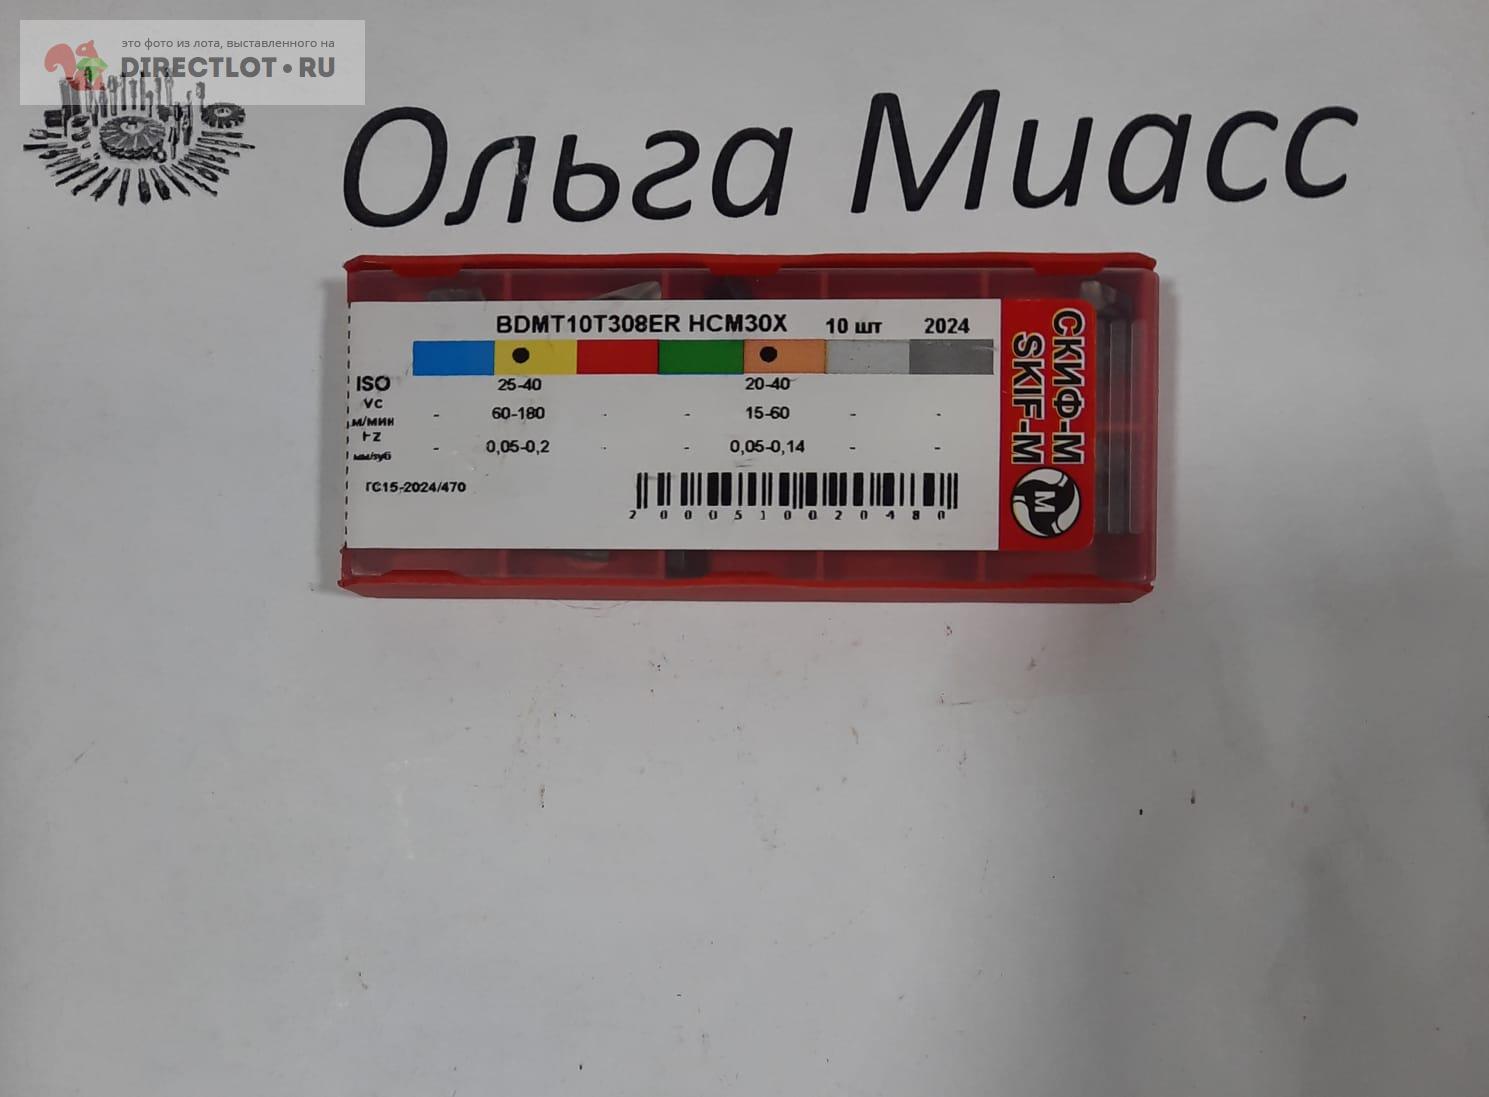 это фото из лота, выставленного на
DIRECTLOT•RU
Ольга Миасс
BDMT10T308ER HCM30X 10 шт 2024
ISO 25-40 20-40
Vc
м/мин - 60-180 - - 15-60 - -
Fz
мм/зуб - 0,05-0,2 - - 0,05-0,14 - -
ГС15-2024/470
2000510020480
СКИФ-М
SKIF-M
М